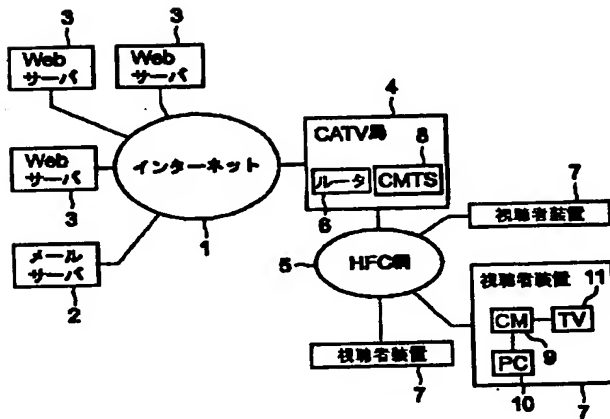 3
Web
サーバ
3
Web
サーバ
Web
サーバ
3
メール
サーバ
2
インターネット
1
4
CATV局
8
ルータ
CMTS
6
5
HFC網
7
視聴者装置
視聴者装置
11
CM
TV
9
PC
10
7
視聴者装置
7